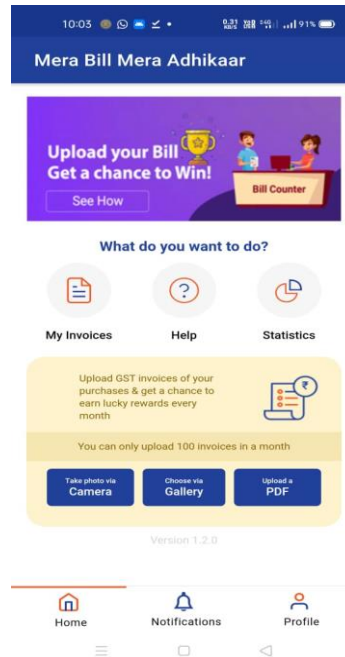 10:03
0.31 KB/S
91%
Mera Bill Mera Adhikaar
Upload your Bill
Get a chance to Win!
See How
Bill Counter
What do you want to do?
My Invoices
Help
Statistics
Upload GST invoices of your
purchases & get a chance to
earn lucky rewards every
month
₹
You can only upload 100 invoices in a month
Take photo via
Camera
Choose via
Gallery
Upload a
PDF
Version 1.2.0
Home
Notifications
Profile